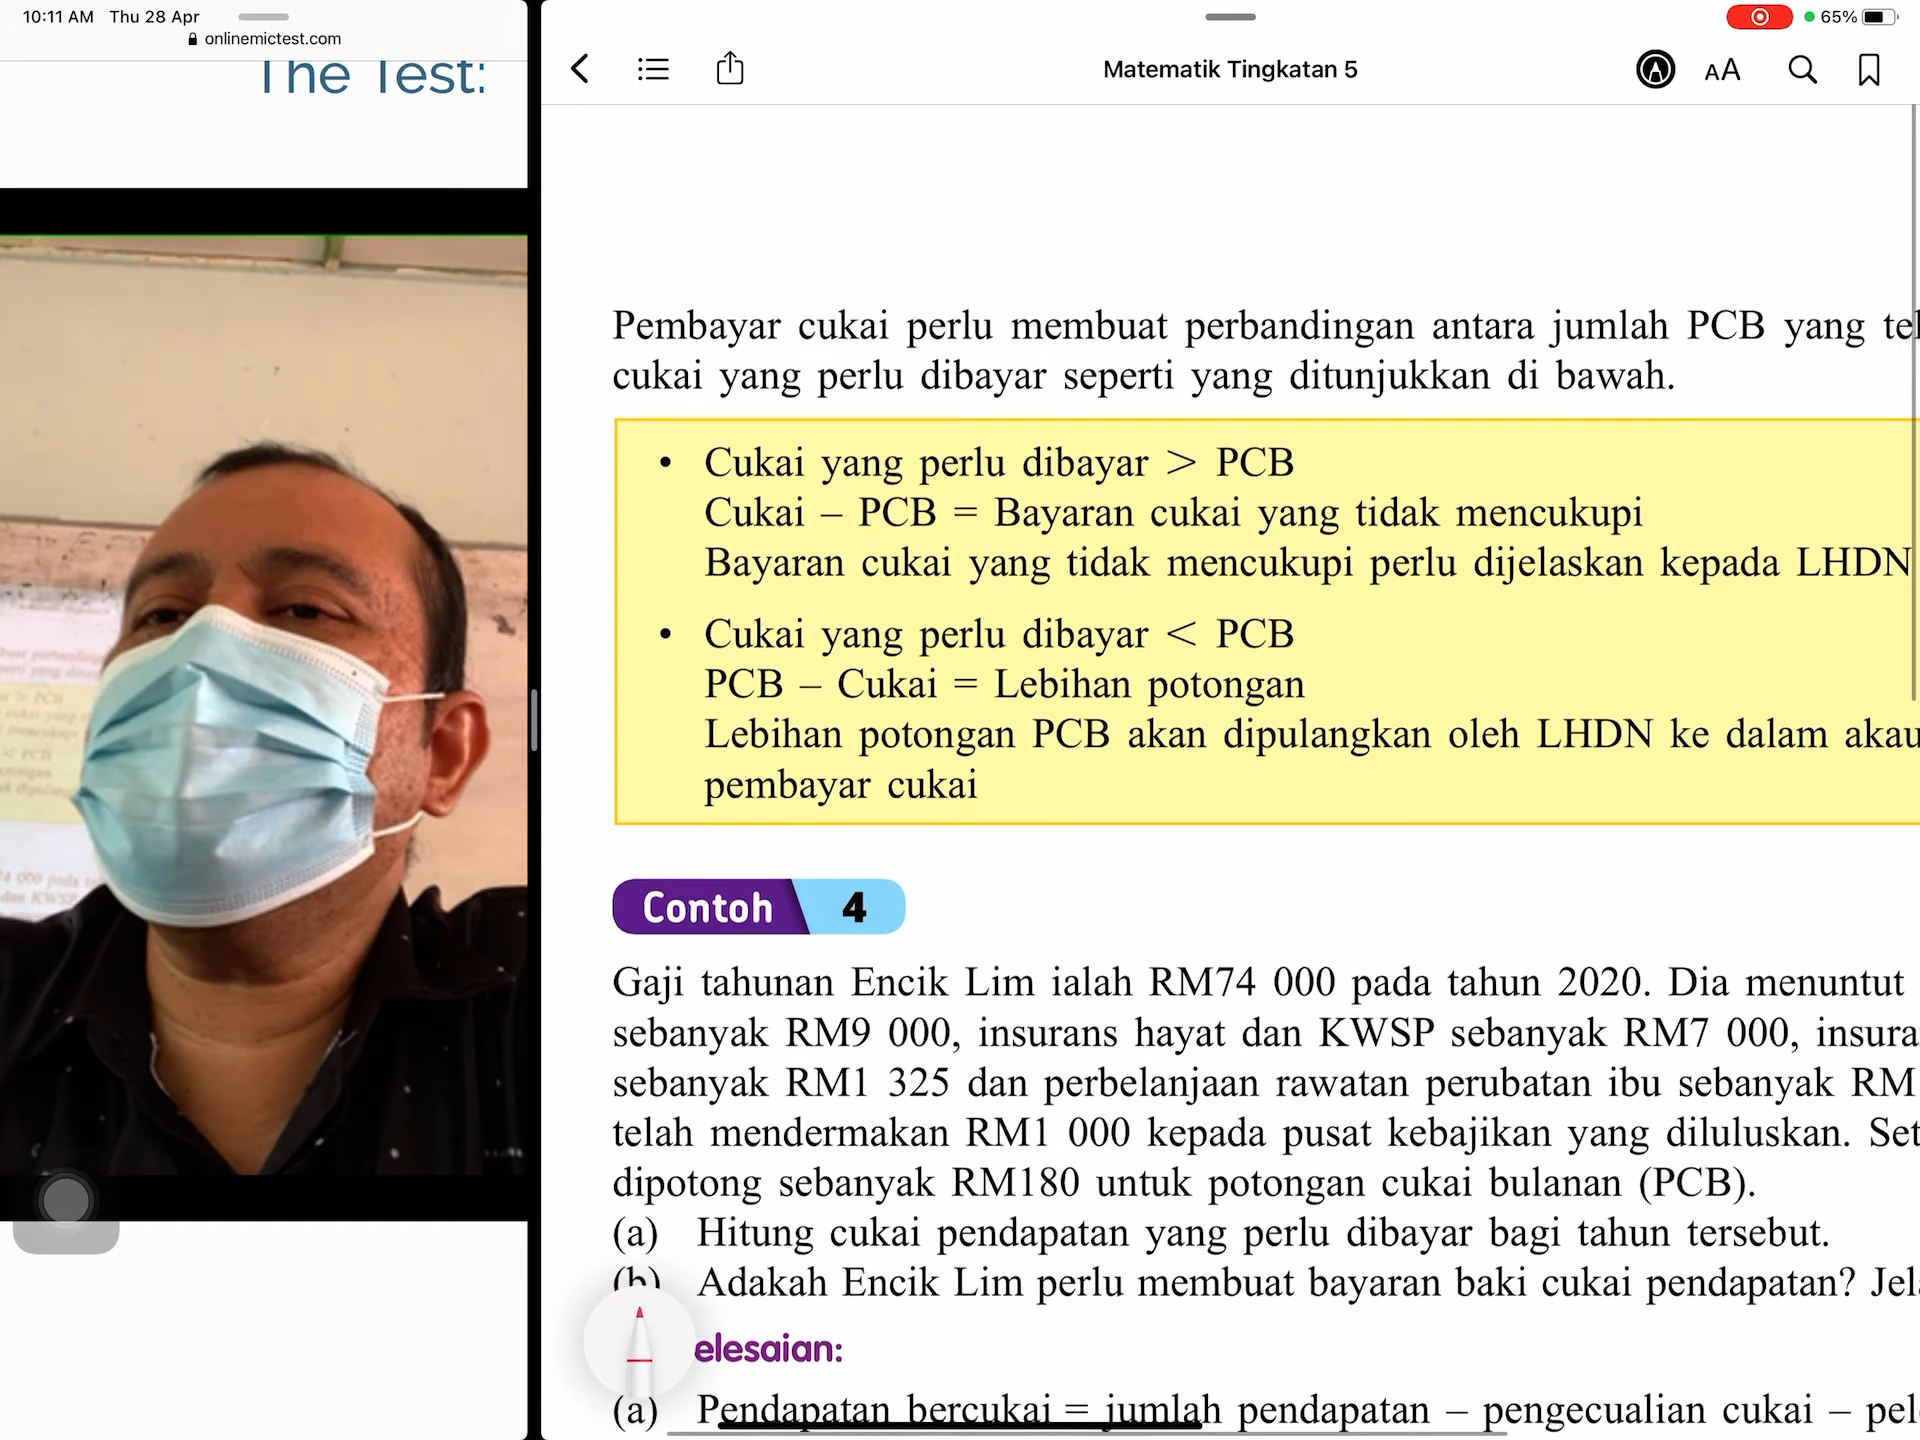 10:11 AM Thu 28 Apr
onlinemictest.com
The Test:
65%
Matematik Tingkatan 5
AA
Pembayar cukai perlu membuat perbandingan antara jumlah PCB yang
cukai yang perlu dibayar seperti yang ditunjukkan di bawah.
• Cukai yang perlu dibayar > PCB
Cukai – PCB = Bayaran cukai yang tidak mencukupi
Bayaran cukai yang tidak mencukupi perlu dijelaskan kepada LHDN
• Cukai yang perlu dibayar < PCB
PCB – Cukai = Lebihan potongan
Lebihan potongan PCB akan dipulangkan oleh LHDN ke dalam akau
pembayar cukai
Contoh 4
Gaji tahunan Encik Lim ialah RM74 000 pada tahun 2020. Dia menuntut
sebanyak RM9 000, insurans hayat dan KWSP sebanyak RM7 000, insura
sebanyak RM1 325 dan perbelanjaan rawatan perubatan ibu sebanyak RM
telah mendermakan RM1 000 kepada pusat kebajikan yang diluluskan. Set
dipotong sebanyak RM180 untuk potongan cukai bulanan (PCB).
(a) Hitung cukai pendapatan yang perlu dibayar bagi tahun tersebut.
(b) Adakah Encik Lim perlu membuat bayaran baki cukai pendapatan? Jel
elesaian:
(a) Pendapatan bercukai = jumlah pendapatan – pengecualian cukai – pel